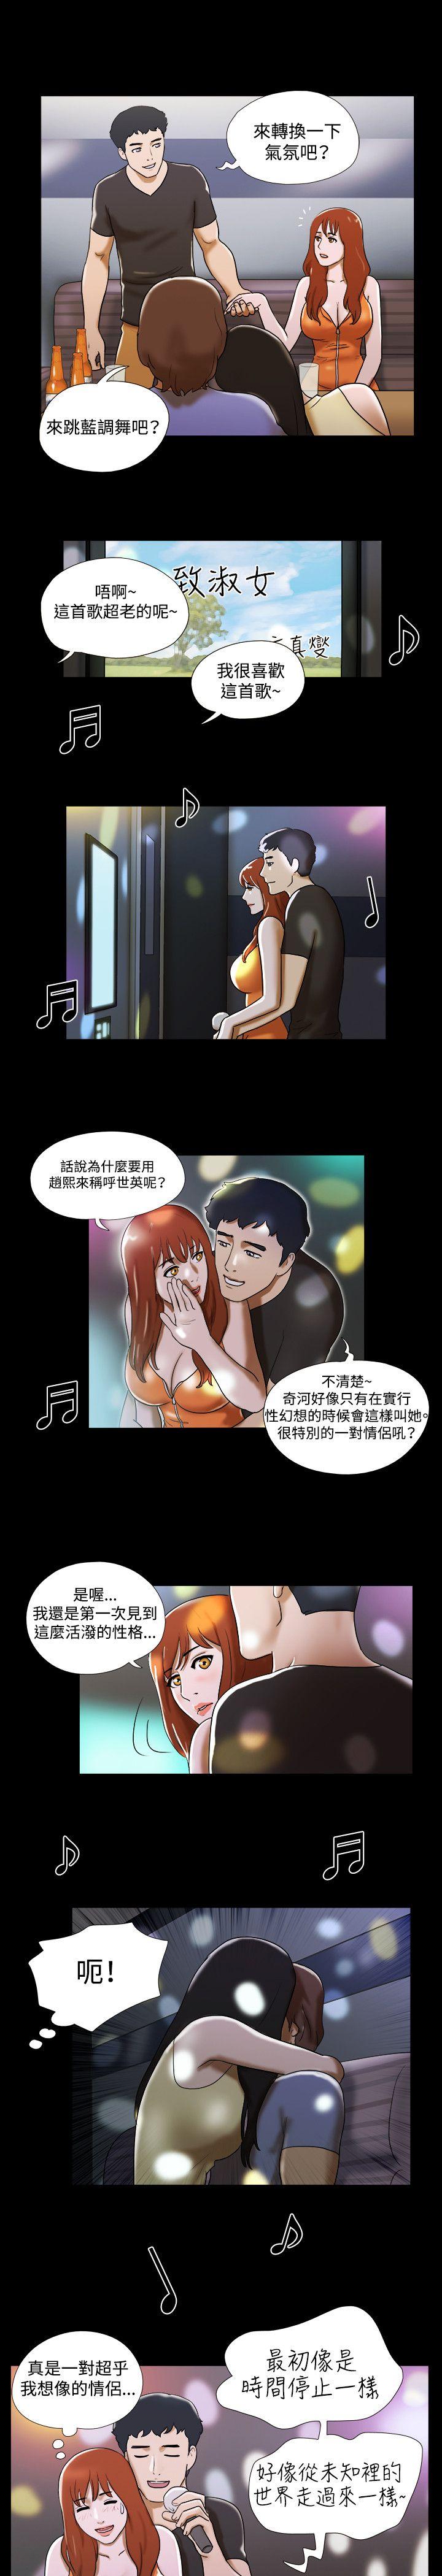 來轉換一下
氣氛吧?
來跳藍調舞吧?
致淑女
唔啊~
這首歌超老的呢~
真燮
我很喜歡
這首歌~
話說為什麼要用
趙熙來稱呼世英呢?
不清楚~
奇河好像只有在實行
性幻想的時候會這樣叫她。
很特別的一對情侶吼?
是喔...
我還是第一次見到
這麼活潑的性格...
呃!
真是一對超乎
我想像的情侶...
最初像是
時間停止一樣
好像從未知裡的
世界走過來一樣~